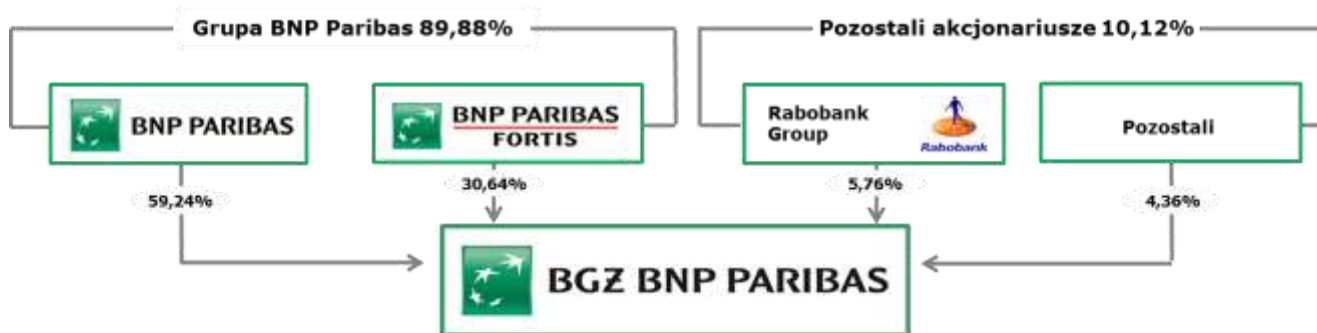 Grupa BNP Paribas 89,88%
Pozostali akcjonariusze 10,12%
BNP PARIBAS
BNP PARIBAS
FORTIS
Rabobank
Group
Rabobank
Pozostali
59,24%
30,64%
5,76%
4,36%
BGŻ BNP PARIBAS